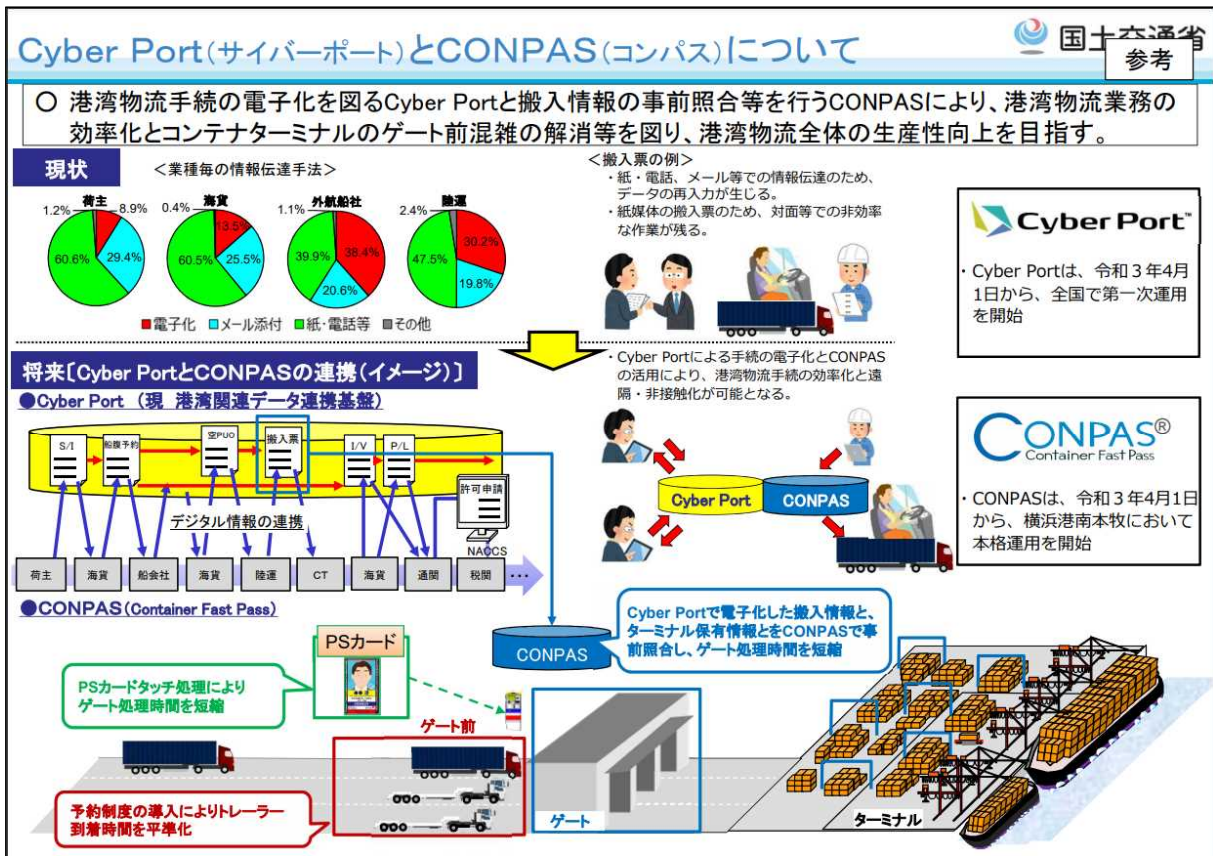 Cyber Port(サイバーポート)とCONPAS(コンパス)について
国土交通省
参考
○ 港湾物流手続の電子化を図るCyber Portと搬入情報の事前照合等を行うCONPASにより、港湾物流業務の
効率化とコンテナターミナルのゲート前混雑の解消等を図り、港湾物流全体の生産性向上を目指す。
現状
<業種毎の情報伝達手法>
荷主
1.2%
8.9%
60.6%
29.4%
海貨
0.4%
13.5%
60.5%
25.5%
外航船社
1.1%
38.4%
39.9%
20.6%
陸運
2.4%
30.2%
47.5%
19.8%
■電子化 ■メール添付 ■紙・電話等 ■その他
<搬入票の例>
・紙・電話、メール等での情報伝達のため、
データの再入力が生じる。
・紙媒体の搬入票のため、対面等での非効率
な作業が残る。
Cyber Port™
・Cyber Portは、令和3年4月
1日から、全国で第一次運用
を開始
将来[Cyber PortとCONPASの連携(イメージ)]
●Cyber Port (現 港湾関連データ連携基盤)
S/I
船腹予約
空PUO
搬入票
I/V
P/L
許可申請
デジタル情報の連携
NACCS
荷主
海貨
船会社
海貨
陸運
CT
海貨
通関
税関
・・・
・Cyber Portによる手続の電子化とCONPAS
の活用により、港湾物流手続の効率化と遠
隔・非接触化が可能となる。
Cyber Port
CONPAS
CONPAS®
Container Fast Pass
・CONPASは、令和3年4月1日
から、横浜港南本牧において
本格運用を開始
●CONPAS(Container Fast Pass)
CONPAS
Cyber Portで電子化した搬入情報と、
ターミナル保有情報とをCONPASで事
前照合し、ゲート処理時間を短縮
PSカード
PSカードタッチ処理により
ゲート処理時間を短縮
ゲート前
予約制度の導入によりトレーラー
到着時間を平準化
ゲート
ターミナル